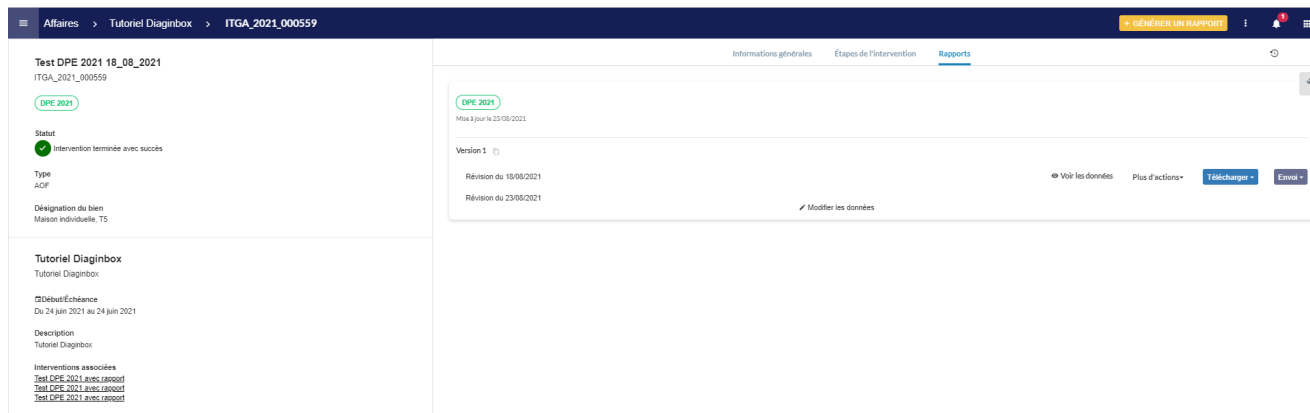 Affaires > Tutoriel Diaginbox > ITGA_2021_000559
+ GÉNÉRER UN RAPPORT
1
Test DPE 2021 18_08_2021
ITGA_2021_000559
DPE 2021
Statut
Intervention terminée avec succès
Type
AOF
Désignation du bien
Maison individuelle, T5
Tutoriel Diaginbox
Tutoriel Diaginbox
Début/Échéance
Du 24 juin 2021 au 24 juin 2021
Description
Tutoriel Diaginbox
Interventions associées
Test DPE 2021 avec rapport
Test DPE 2021 avec rapport
Test DPE 2021 avec rapport
Informations générales Étapes de l'intervention Rapports
DPE 2021
Mise à jour le 23/08/2021
Version 1
Révision du 18/08/2021 Voir les données Plus d'actions Télécharger Envoi
Révision du 23/08/2021
Modifier les données